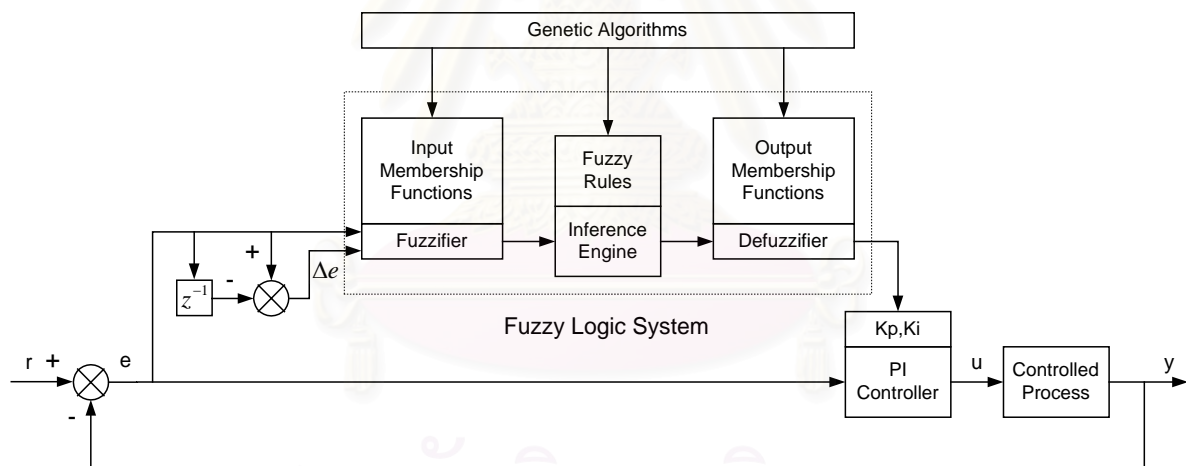 Genetic Algorithms
Input
Membership
Functions
Fuzzifier
Fuzzy
Rules
Inference
Engine
Output
Membership
Functions
Defuzzifier
+
-
Δe
z⁻¹
Fuzzy Logic System
Kp,Ki
PI
Controller
r +
e
-
u
Controlled
Process
y